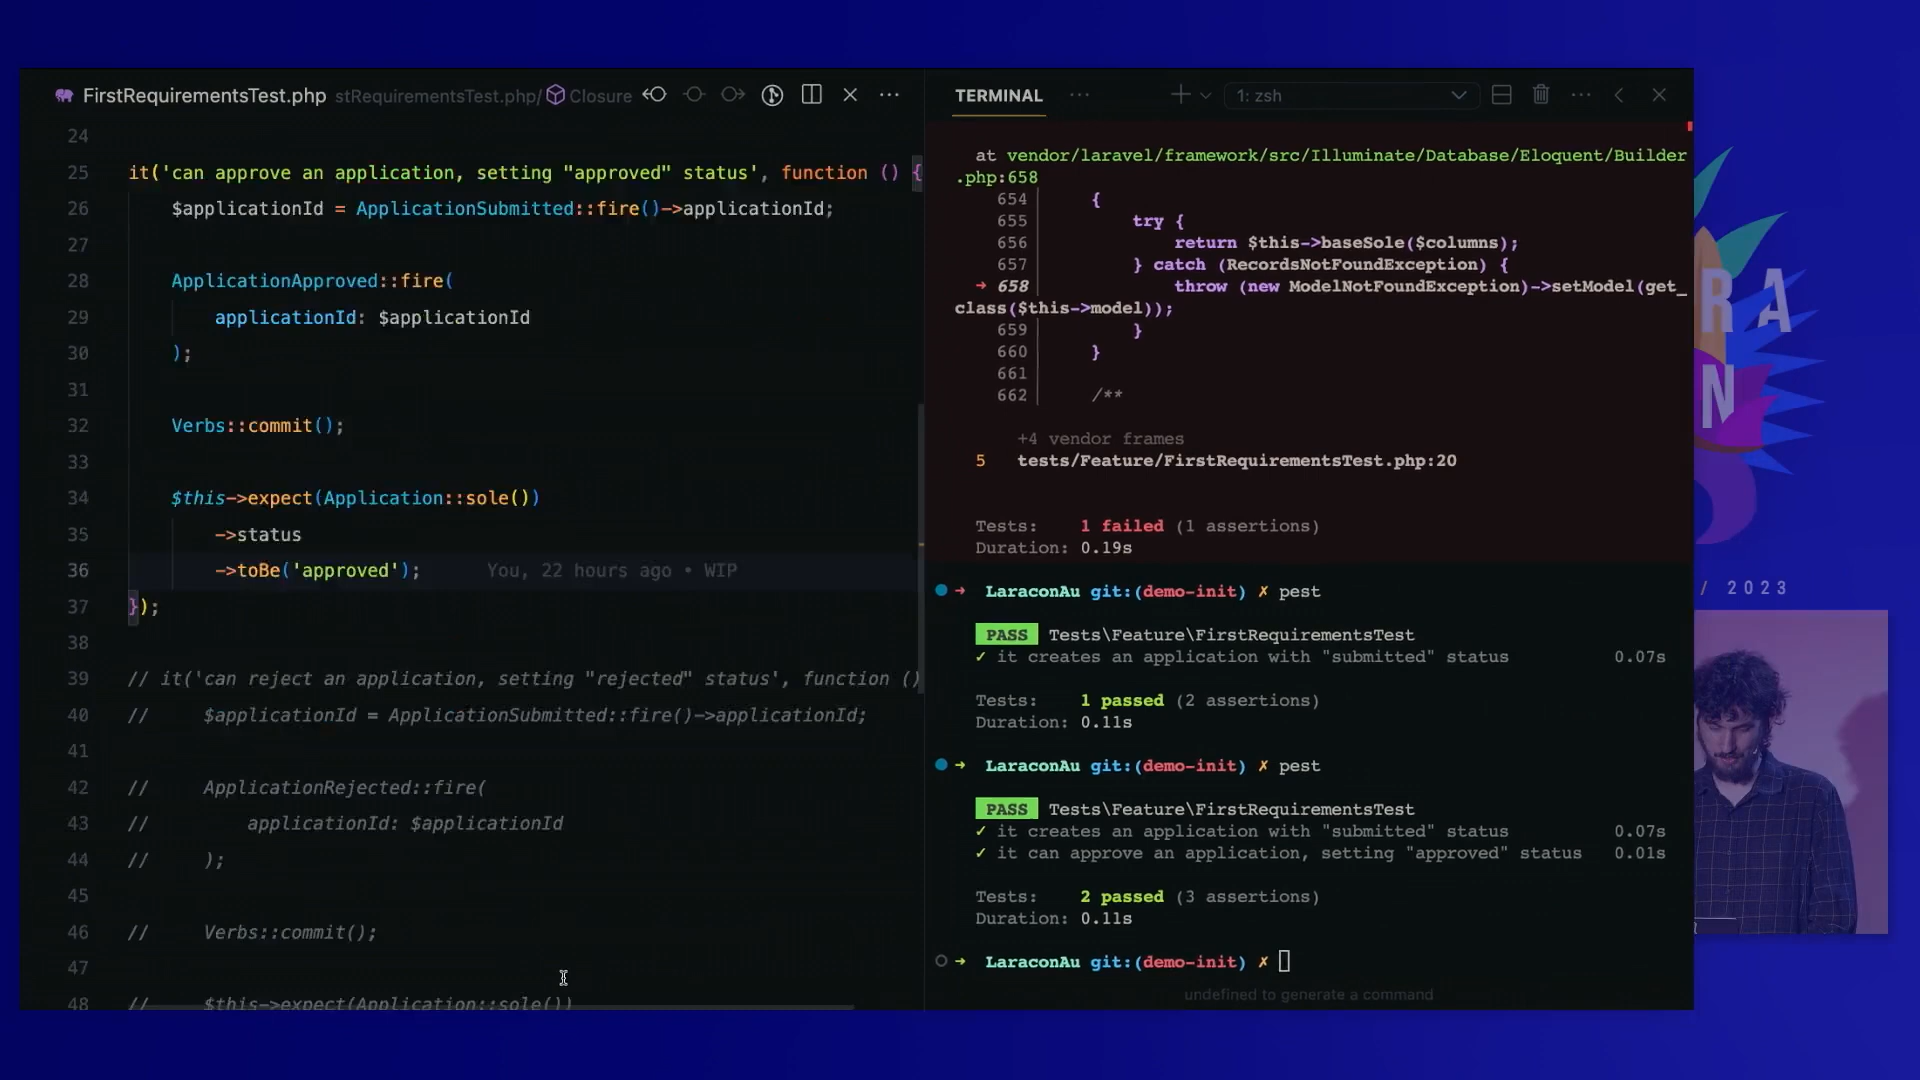 FirstRequirementsTest.php stRequirementsTest.php/ Closure
24
25 it('can approve an application, setting "approved" status', function () {
26 $applicationId = ApplicationSubmitted::fire()->applicationId;
27
28 ApplicationApproved::fire(
29 applicationId: $applicationId
30 );
31
32 Verbs::commit();
33
34 $this->expect(Application::sole())
35 ->status
36 ->toBe('approved'); You, 22 hours ago • WIP
37 });
38
39 // it('can reject an application, setting "rejected" status', function ()
40 // $applicationId = ApplicationSubmitted::fire()->applicationId;
41
42 // ApplicationRejected::fire(
43 // applicationId: $applicationId
44 // );
45
46 // Verbs::commit();
47
48 // $this->expect(Application::sole())
TERMINAL ··· 1: zsh
at vendor/laravel/framework/src/Illuminate/Database/Eloquent/Builder
.php:658
654 {
655 try {
656 return $this->baseSole($columns);
657 } catch (RecordsNotFoundException) {
→ 658 throw (new ModelNotFoundException)->setModel(get_
class($this->model));
659 }
660 }
661
662 /**
+4 vendor frames
5 tests/Feature/FirstRequirementsTest.php:20
Tests: 1 failed (1 assertions)
Duration: 0.19s
→ LaraconAu git:(demo-init) ✗ pest
PASS Tests\Feature\FirstRequirementsTest
✓ it creates an application with "submitted" status 0.07s
Tests: 1 passed (2 assertions)
Duration: 0.11s
→ LaraconAu git:(demo-init) ✗ pest
PASS Tests\Feature\FirstRequirementsTest
✓ it creates an application with "submitted" status 0.07s
✓ it can approve an application, setting "approved" status 0.01s
Tests: 2 passed (3 assertions)
Duration: 0.11s
→ LaraconAu git:(demo-init) ✗
undefined to generate a command
RA
N
/ 2023